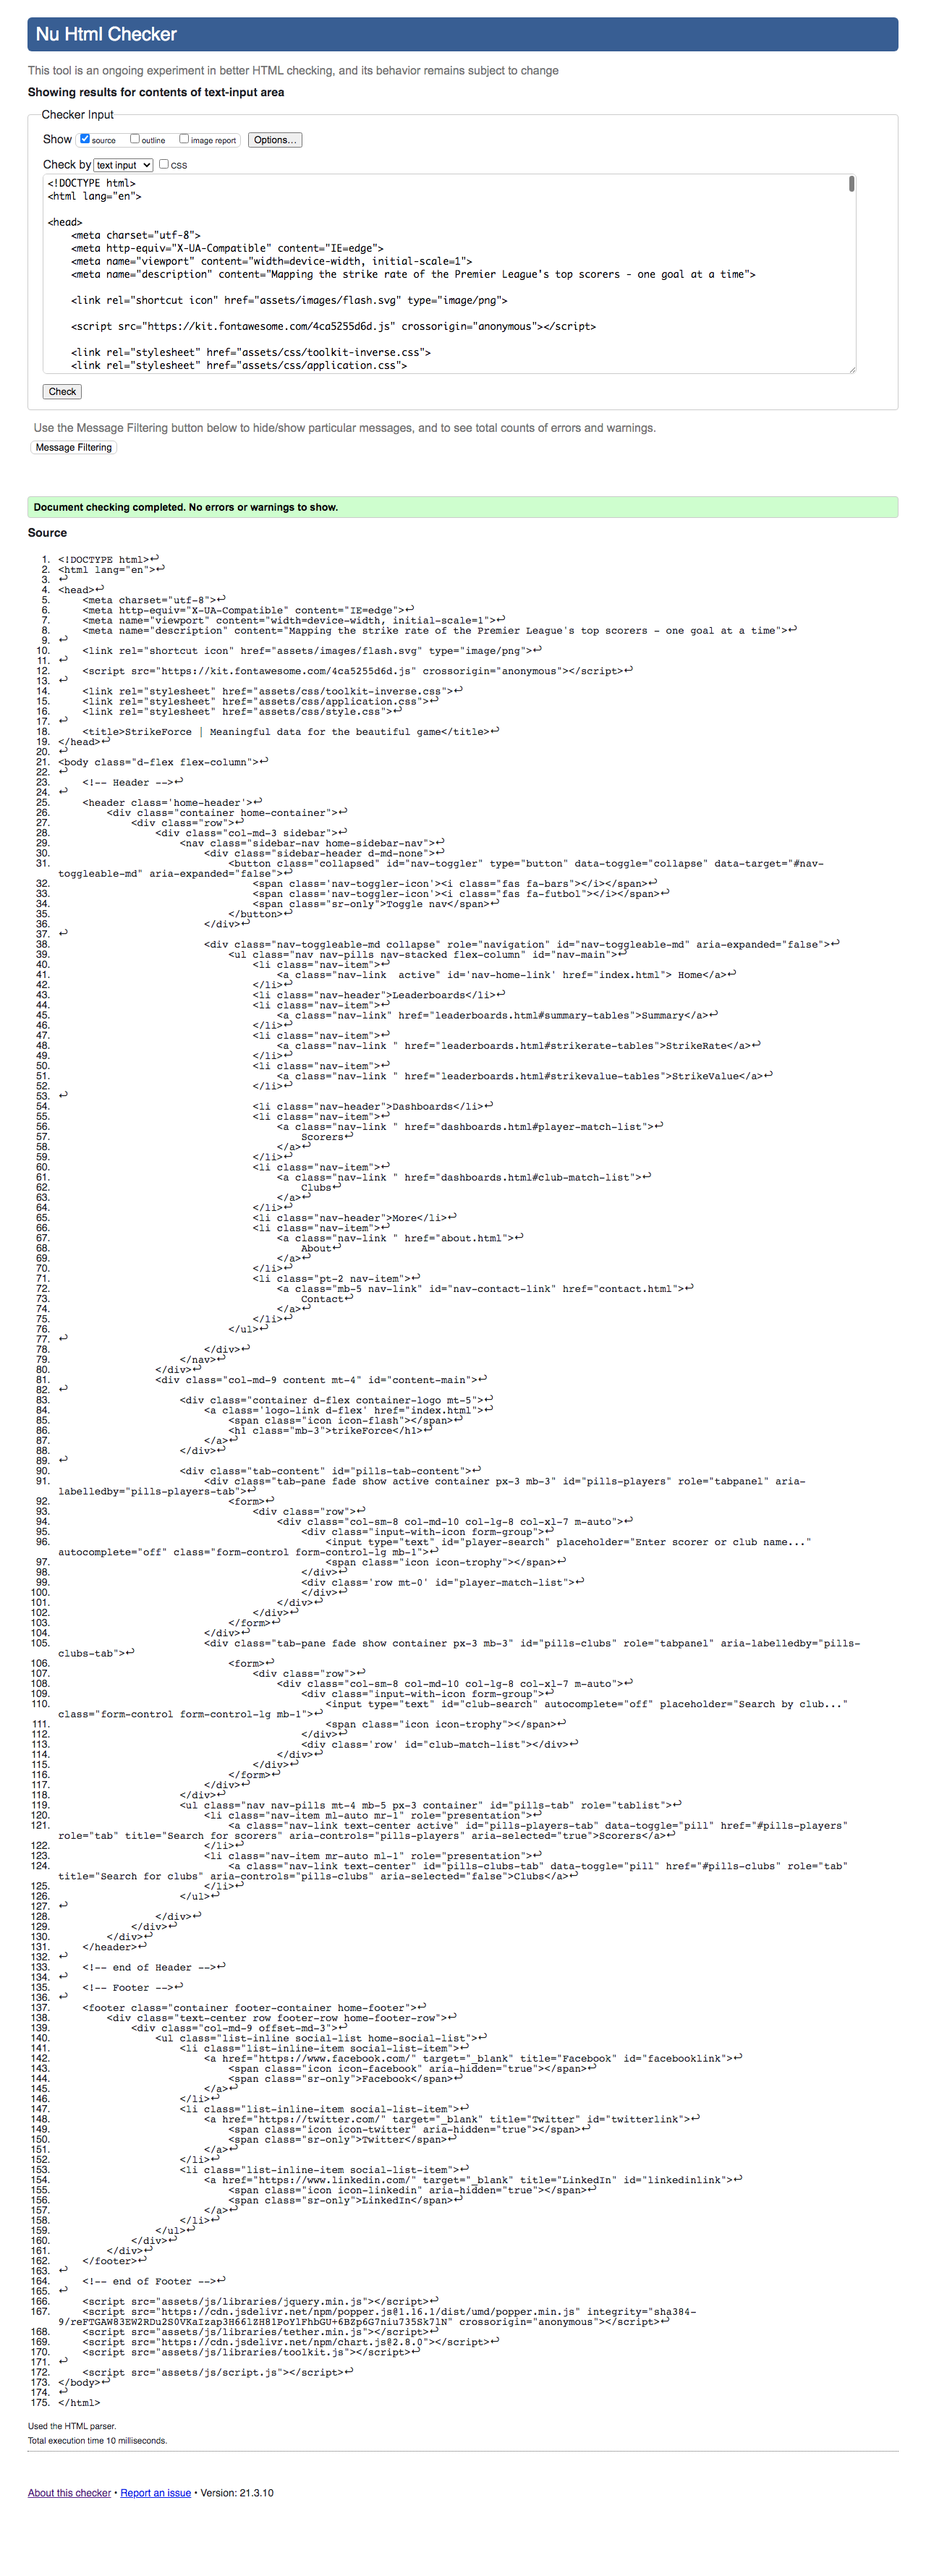 Nu Html Checker
This tool is an ongoing experiment in better HTML checking, and its behavior remains subject to change
Showing results for contents of text-input area
Checker Input
Show source outline image report Options...
Check by text input css
<!DOCTYPE html>
<html lang="en">
<head>
    <meta charset="utf-8">
    <meta http-equiv="X-UA-Compatible" content="IE=edge">
    <meta name="viewport" content="width=device-width, initial-scale=1">
    <meta name="description" content="Mapping the strike rate of the Premier League's top scorers - one goal at a time">
    <link rel="shortcut icon" href="assets/images/flash.svg" type="image/png">
    <script src="https://kit.fontawesome.com/4ca5255d6d.js" crossorigin="anonymous"></script>
    <link rel="stylesheet" href="assets/css/toolkit-inverse.css">
    <link rel="stylesheet" href="assets/css/application.css">
Check
Use the Message Filtering button below to hide/show particular messages, and to see total counts of errors and warnings.
Message Filtering
Document checking completed. No errors or warnings to show.
Source
1. <!DOCTYPE html>↩
2. <html lang="en">↩
3. ↩
4. <head>↩
5.     <meta charset="utf-8">↩
6.     <meta http-equiv="X-UA-Compatible" content="IE=edge">↩
7.     <meta name="viewport" content="width=device-width, initial-scale=1">↩
8.     <meta name="description" content="Mapping the strike rate of the Premier League's top scorers - one goal at a time">↩
9. ↩
10.     <link rel="shortcut icon" href="assets/images/flash.svg" type="image/png">↩
11. ↩
12.     <script src="https://kit.fontawesome.com/4ca5255d6d.js" crossorigin="anonymous"></script>↩
13. ↩
14.     <link rel="stylesheet" href="assets/css/toolkit-inverse.css">↩
15.     <link rel="stylesheet" href="assets/css/application.css">↩
16.     <link rel="stylesheet" href="assets/css/style.css">↩
17. ↩
18.     <title>StrikeForce | Meaningful data for the beautiful game</title>↩
19. </head>↩
20. ↩
21. <body class="d-flex flex-column">↩
22. ↩
23.     <!-- Header -->↩
24. ↩
25.     <header class='home-header'>↩
26.         <div class="container home-container">↩
27.             <div class="row">↩
28.                 <div class="col-md-3 sidebar">↩
29.                     <nav class="sidebar-nav home-sidebar-nav">↩
30.                         <div class="sidebar-header d-md-none">↩
31.                             <button class="collapsed" id="nav-toggler" type="button" data-toggle="collapse" data-target="#nav-
toggleable-md" aria-expanded="false">↩
32.                                 <span class='nav-toggler-icon'><i class="fas fa-bars"></i></span>↩
33.                                 <span class='nav-toggler-icon'><i class="fas fa-futbol"></i></span>↩
34.                                 <span class="sr-only">Toggle nav</span>↩
35.                             </button>↩
36.                         </div>↩
37. ↩
38.                         <div class="nav-toggleable-md collapse" role="navigation" id="nav-toggleable-md" aria-expanded="false">↩
39.                             <ul class="nav nav-pills nav-stacked flex-column" id="nav-main">↩
40.                                 <li class="nav-item">↩
41.                                     <a class="nav-link  active" id='nav-home-link' href="index.html"> Home</a>↩
42.                                 </li>↩
43.                                 <li class="nav-header">Leaderboards</li>↩
44.                                 <li class="nav-item">↩
45.                                     <a class="nav-link" href="leaderboards.html#summary-tables">Summary</a>↩
46.                                 </li>↩
47.                                 <li class="nav-item">↩
48.                                     <a class="nav-link " href="leaderboards.html#strikerate-tables">StrikeRate</a>↩
49.                                 </li>↩
50.                                 <li class="nav-item">↩
51.                                     <a class="nav-link " href="leaderboards.html#strikevalue-tables">StrikeValue</a>↩
52.                                 </li>↩
53. ↩
54.                                 <li class="nav-header">Dashboards</li>↩
55.                                 <li class="nav-item">↩
56.                                     <a class="nav-link " href="dashboards.html#player-match-list">↩
57.                                         Scorers↩
58.                                     </a>↩
59.                                 </li>↩
60.                                 <li class="nav-item">↩
61.                                     <a class="nav-link " href="dashboards.html#club-match-list">↩
62.                                         Clubs↩
63.                                     </a>↩
64.                                 </li>↩
65.                                 <li class="nav-header">More</li>↩
66.                                 <li class="nav-item">↩
67.                                     <a class="nav-link " href="about.html">↩
68.                                         About↩
69.                                     </a>↩
70.                                 </li>↩
71.                                 <li class="pt-2 nav-item">↩
72.                                     <a class="mb-5 nav-link" id="nav-contact-link" href="contact.html">↩
73.                                         Contact↩
74.                                     </a>↩
75.                                 </li>↩
76.                             </ul>↩
77. ↩
78.                         </div>↩
79.                     </nav>↩
80.                 </div>↩
81.                 <div class="col-md-9 content mt-4" id="content-main">↩
82. ↩
83.                     <div class="container d-flex container-logo mt-5">↩
84.                         <a class='logo-link d-flex' href="index.html">↩
85.                             <span class="icon icon-flash"></span>↩
86.                             <h1 class="mb-3">trikeForce</h1>↩
87.                         </a>↩
88.                     </div>↩
89. ↩
90.                     <div class="tab-content" id="pills-tab-content">↩
91.                         <div class="tab-pane fade show active container px-3 mb-3" id="pills-players" role="tabpanel" aria-
labelledby="pills-players-tab">↩
92.                             <form>↩
93.                                 <div class="row">↩
94.                                     <div class="col-sm-8 col-md-10 col-lg-8 col-xl-7 m-auto">↩
95.                                         <div class="input-with-icon form-group">↩
96.                                             <input type="text" id="player-search" placeholder="Enter scorer or club name..."
autocomplete="off" class="form-control form-control-lg mb-1">↩
97.                                             <span class="icon icon-trophy"></span>↩
98.                                         </div>↩
99.                                         <div class='row mt-0' id="player-match-list">↩
100.                                         </div>↩
101.                                     </div>↩
102.                                 </div>↩
103.                             </form>↩
104.                         </div>↩
105.                         <div class="tab-pane fade show container px-3 mb-3" id="pills-clubs" role="tabpanel" aria-labelledby="pills-
clubs-tab">↩
106.                             <form>↩
107.                                 <div class="row">↩
108.                                     <div class="col-sm-8 col-md-10 col-lg-8 col-xl-7 m-auto">↩
109.                                         <div class="input-with-icon form-group">↩
110.                                             <input type="text" id="club-search" autocomplete="off" placeholder="Search by club..."
class="form-control form-control-lg mb-1">↩
111.                                             <span class="icon icon-trophy"></span>↩
112.                                         </div>↩
113.                                         <div class='row' id="club-match-list"></div>↩
114.                                     </div>↩
115.                                 </div>↩
116.                             </form>↩
117.                         </div>↩
118.                     </div>↩
119.                     <ul class="nav nav-pills mt-4 mb-5 px-3 container" id="pills-tab" role="tablist">↩
120.                         <li class="nav-item ml-auto mr-1" role="presentation">↩
121.                             <a class="nav-link text-center active" id="pills-players-tab" data-toggle="pill" href="#pills-players"
role="tab" title="Search for scorers" aria-controls="pills-players" aria-selected="true">Scorers</a>↩
122.                         </li>↩
123.                         <li class="nav-item mr-auto ml-1" role="presentation">↩
124.                             <a class="nav-link text-center" id="pills-clubs-tab" data-toggle="pill" href="#pills-clubs" role="tab"
title="Search for clubs" aria-controls="pills-clubs" aria-selected="false">Clubs</a>↩
125.                         </li>↩
126.                     </ul>↩
127. ↩
128.                 </div>↩
129.             </div>↩
130.         </div>↩
131.     </header>↩
132. ↩
133.     <!-- end of Header -->↩
134. ↩
135.     <!-- Footer -->↩
136. ↩
137.     <footer class="container footer-container home-footer">↩
138.         <div class="text-center row footer-row home-footer-row">↩
139.             <div class="col-md-9 offset-md-3">↩
140.                 <ul class="list-inline social-list home-social-list">↩
141.                     <li class="list-inline-item social-list-item">↩
142.                         <a href="https://www.facebook.com/" target="_blank" title="Facebook" id="facebooklink">↩
143.                             <span class="icon icon-facebook" aria-hidden="true"></span>↩
144.                             <span class="sr-only">Facebook</span>↩
145.                         </a>↩
146.                     </li>↩
147.                     <li class="list-inline-item social-list-item">↩
148.                         <a href="https://twitter.com/" target="_blank" title="Twitter" id="twitterlink">↩
149.                             <span class="icon icon-twitter" aria-hidden="true"></span>↩
150.                             <span class="sr-only">Twitter</span>↩
151.                         </a>↩
152.                     </li>↩
153.                     <li class="list-inline-item social-list-item">↩
154.                         <a href="https://www.linkedin.com/" target="_blank" title="LinkedIn" id="linkedinlink">↩
155.                             <span class="icon icon-linkedin" aria-hidden="true"></span>↩
156.                             <span class="sr-only">LinkedIn</span>↩
157.                         </a>↩
158.                     </li>↩
159.                 </ul>↩
160.             </div>↩
161.         </div>↩
162.     </footer>↩
163. ↩
164.     <!-- end of Footer -->↩
165. ↩
166.     <script src="assets/js/libraries/jquery.min.js"></script>↩
167.     <script src="https://cdn.jsdelivr.net/npm/popper.js@1.16.1/dist/umd/popper.min.js" integrity="sha384-
9/reFTGAW83EW2RDu2S0VKaIzap3H66lZH81PoYlFhbGU+6BZp6G7niu735Sk7lN" crossorigin="anonymous"></script>↩
168.     <script src="assets/js/libraries/tether.min.js"></script>↩
169.     <script src="https://cdn.jsdelivr.net/npm/chart.js@2.8.0"></script>↩
170.     <script src="assets/js/libraries/toolkit.js"></script>↩
171. ↩
172.     <script src="assets/js/script.js"></script>↩
173. </body>↩
174. ↩
175. </html>
Used the HTML parser.
Total execution time 10 milliseconds.
About this checker • Report an issue • Version: 21.3.10